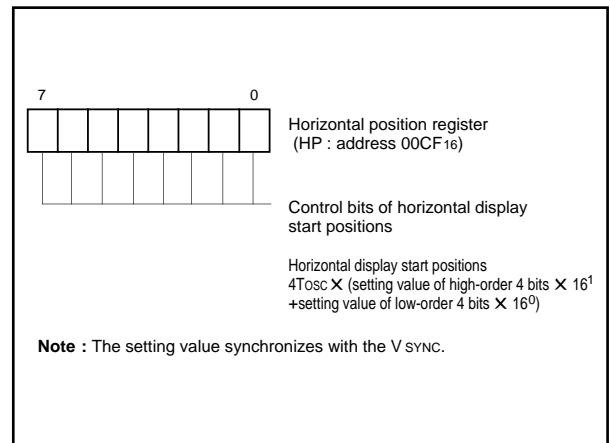 7 0
Horizontal position register
(HP : address 00CF16)
Control bits of horizontal display
start positions
Horizontal display start positions
4TOSC × (setting value of high-order 4 bits × 16¹
+setting value of low-order 4 bits × 16⁰)
Note : The setting value synchronizes with the VSYNC.